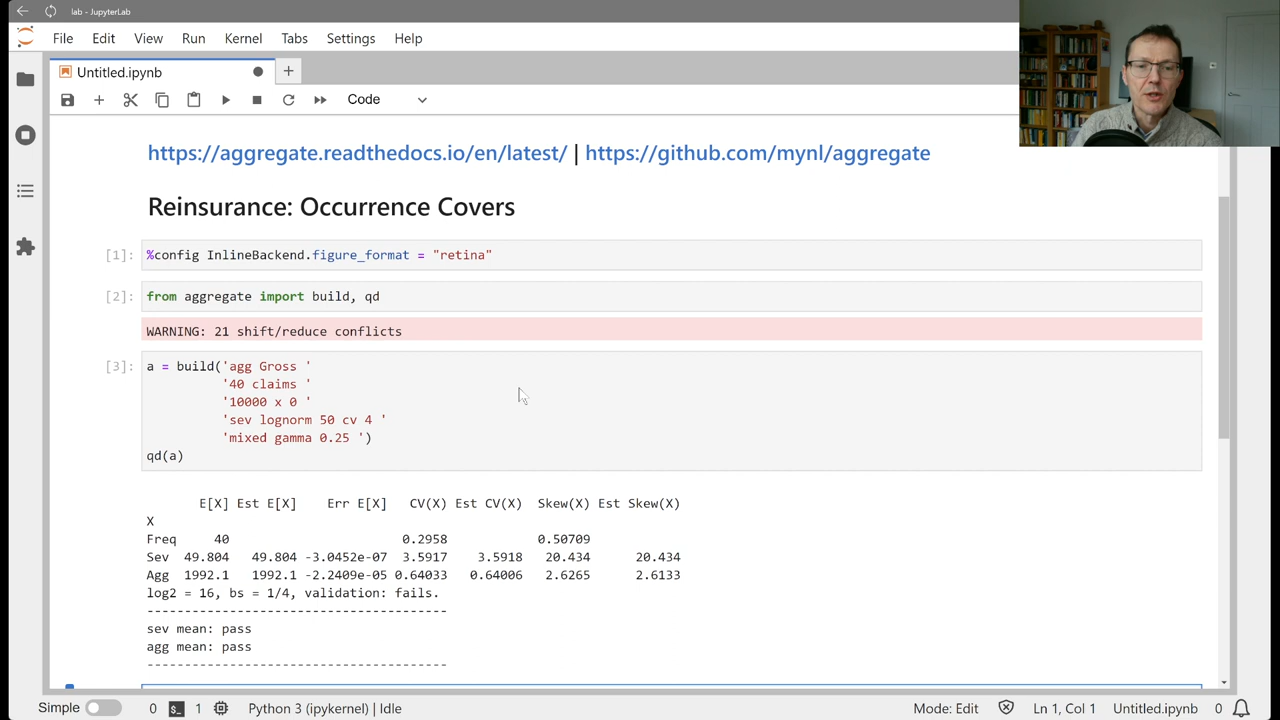 lab - JupyterLab
File Edit View Run Kernel Tabs Settings Help
Untitled.ipynb
Code
https://aggregate.readthedocs.io/en/latest/ | https://github.com/mynl/aggregate
Reinsurance: Occurrence Covers
[1]: %config InlineBackend.figure_format = "retina"
[2]: from aggregate import build, qd
WARNING: 21 shift/reduce conflicts
[3]: a = build('agg Gross '
'40 claims '
'10000 x 0 '
'sev lognorm 50 cv 4 '
'mixed gamma 0.25 ')
qd(a)
E[X] Est E[X] Err E[X] CV(X) Est CV(X) Skew(X) Est Skew(X)
X
Freq 40 0.2958 0.50709
Sev 49.804 49.804 -3.0452e-07 3.5917 3.5918 20.434 20.434
Agg 1992.1 1992.1 -2.2409e-05 0.64033 0.64006 2.6265 2.6133
log2 = 16, bs = 1/4, validation: fails.
----------------------------------------
sev mean: pass
agg mean: pass
----------------------------------------
Simple 0 1 Python 3 (ipykernel) | Idle Mode: Edit Ln 1, Col 1 Untitled.ipynb 0